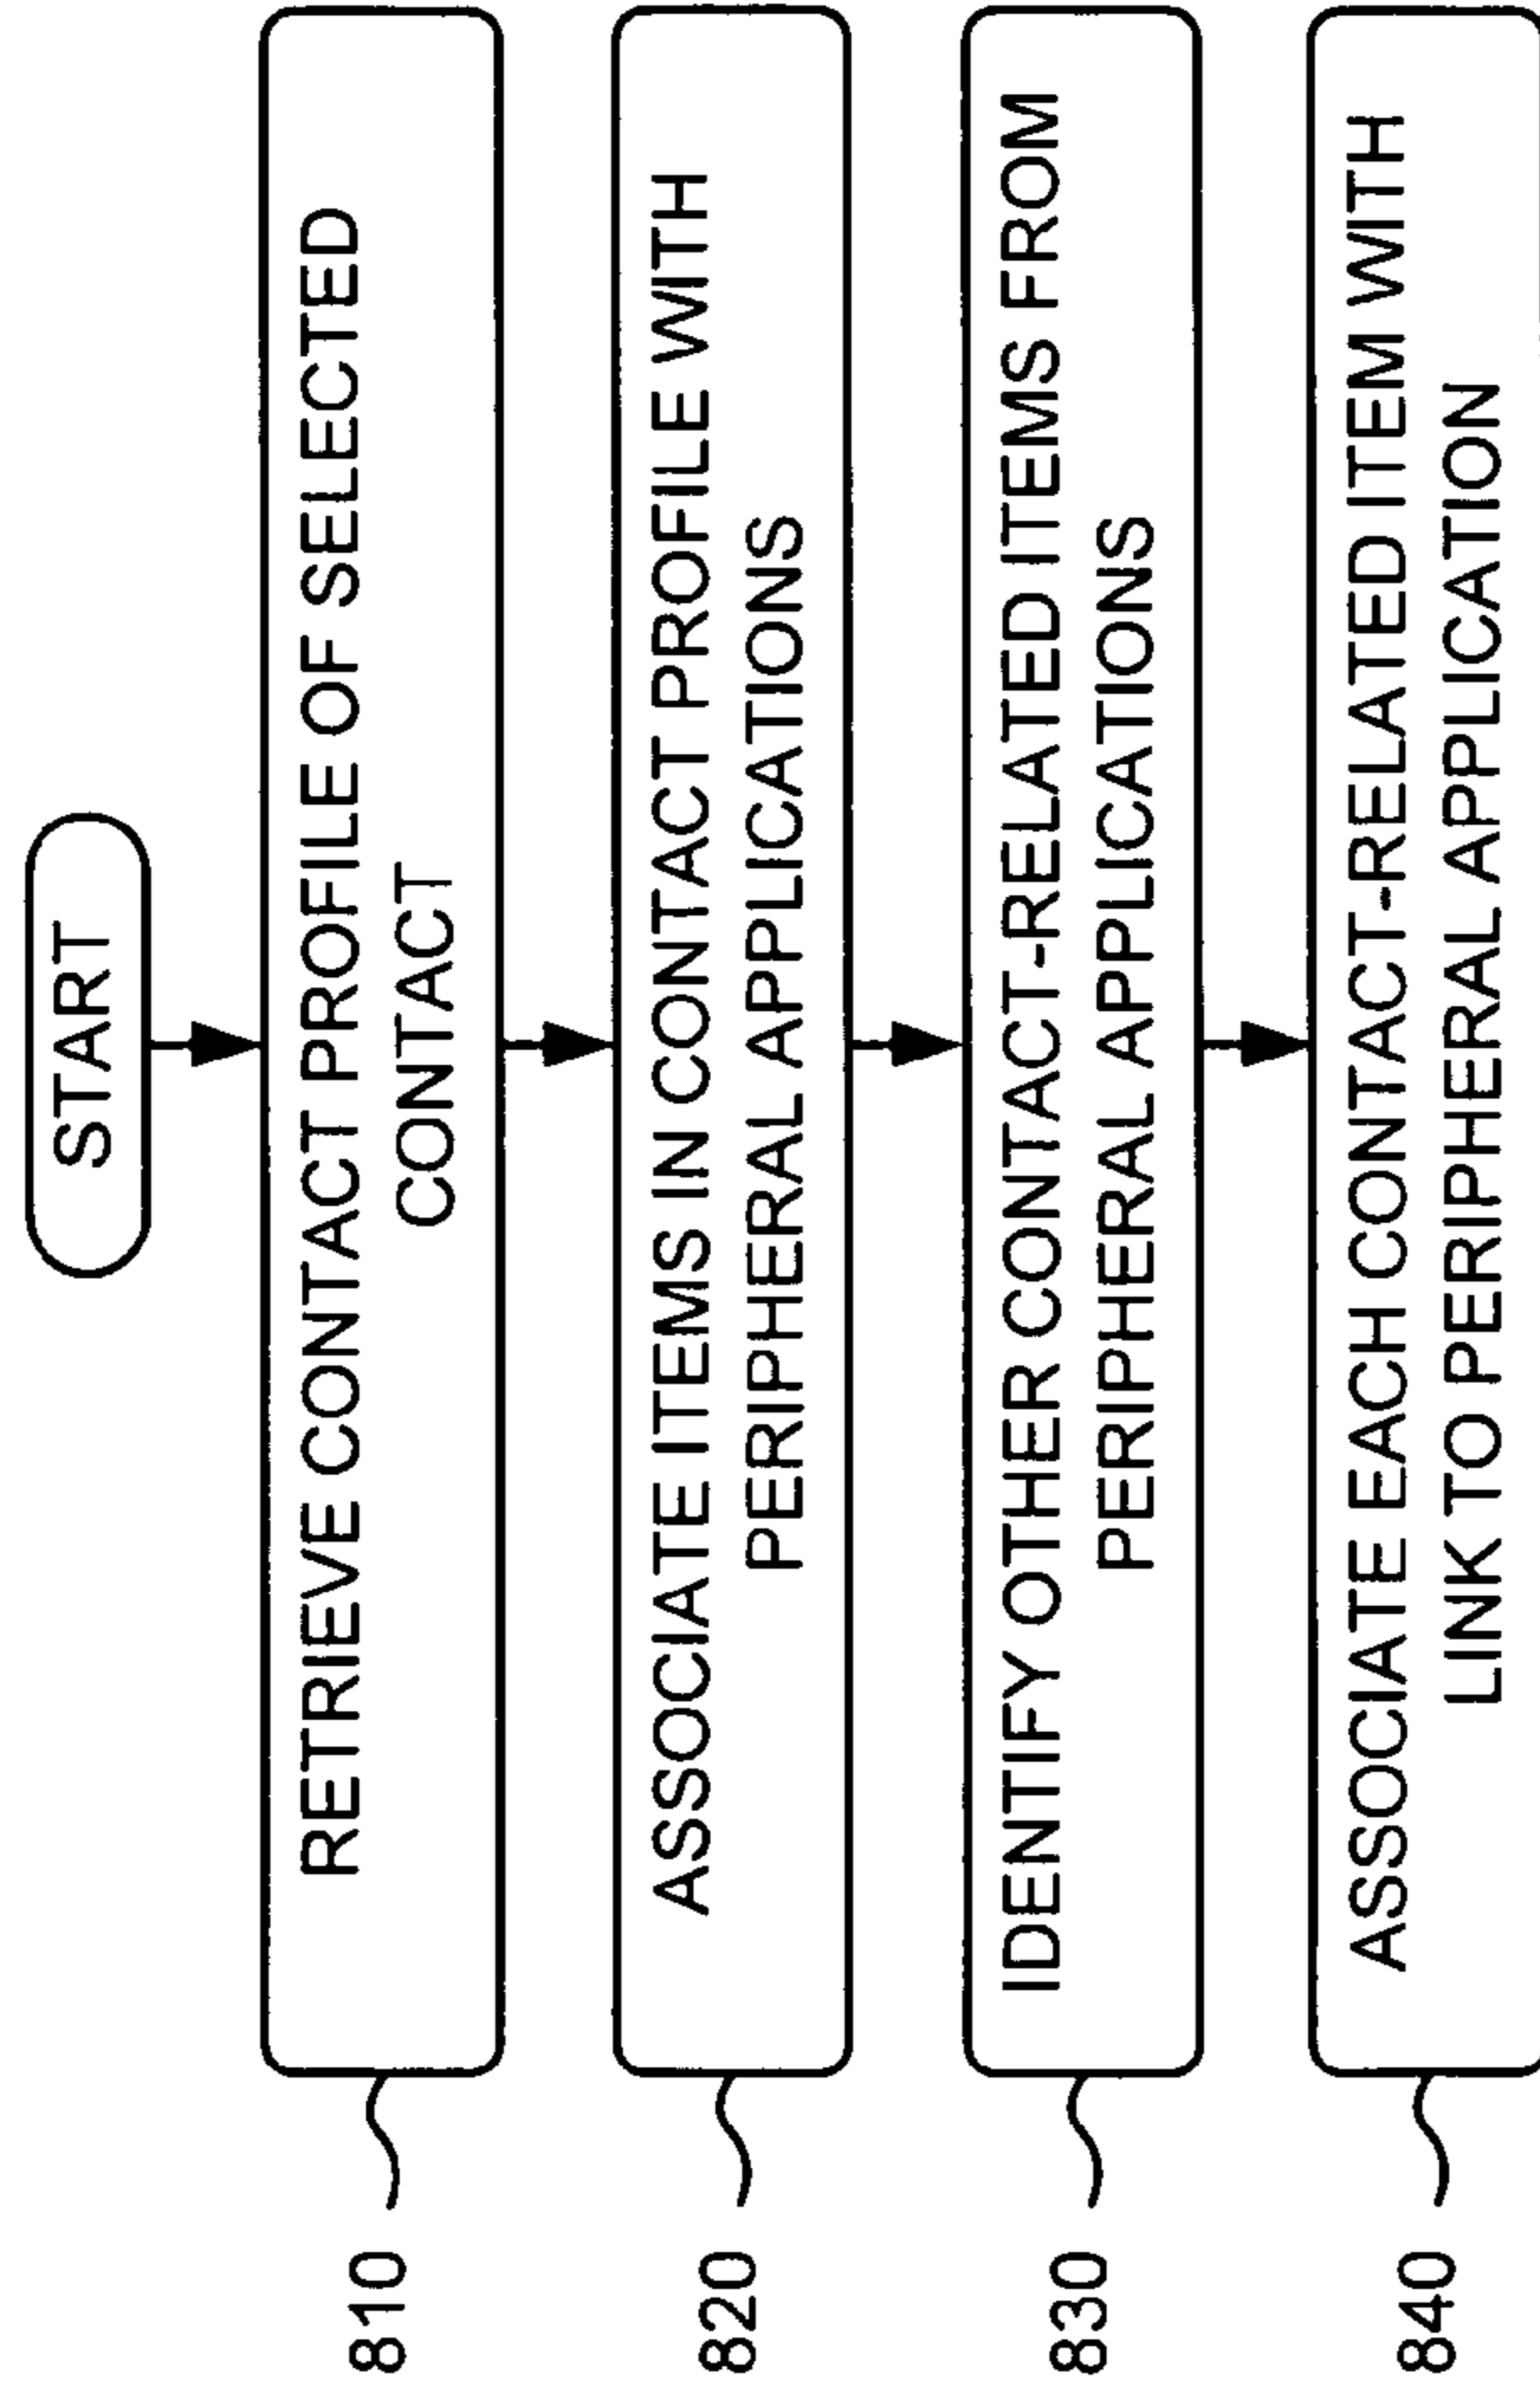 START
810
RETRIEVE CONTACT PROFILE OF SELECTED
CONTACT
820
ASSOCIATE ITEMS IN CONTACT PROFILE WITH
PERIPHERAL APPLICATIONS
830
IDENTIFY OTHER CONTACT-RELATED ITEMS FROM
PERIPHERAL APPLICATIONS
840
ASSOCIATE EACH CONTACT-RELATED ITEM WITH
LINK TO PERIPHERAL APPLICATION